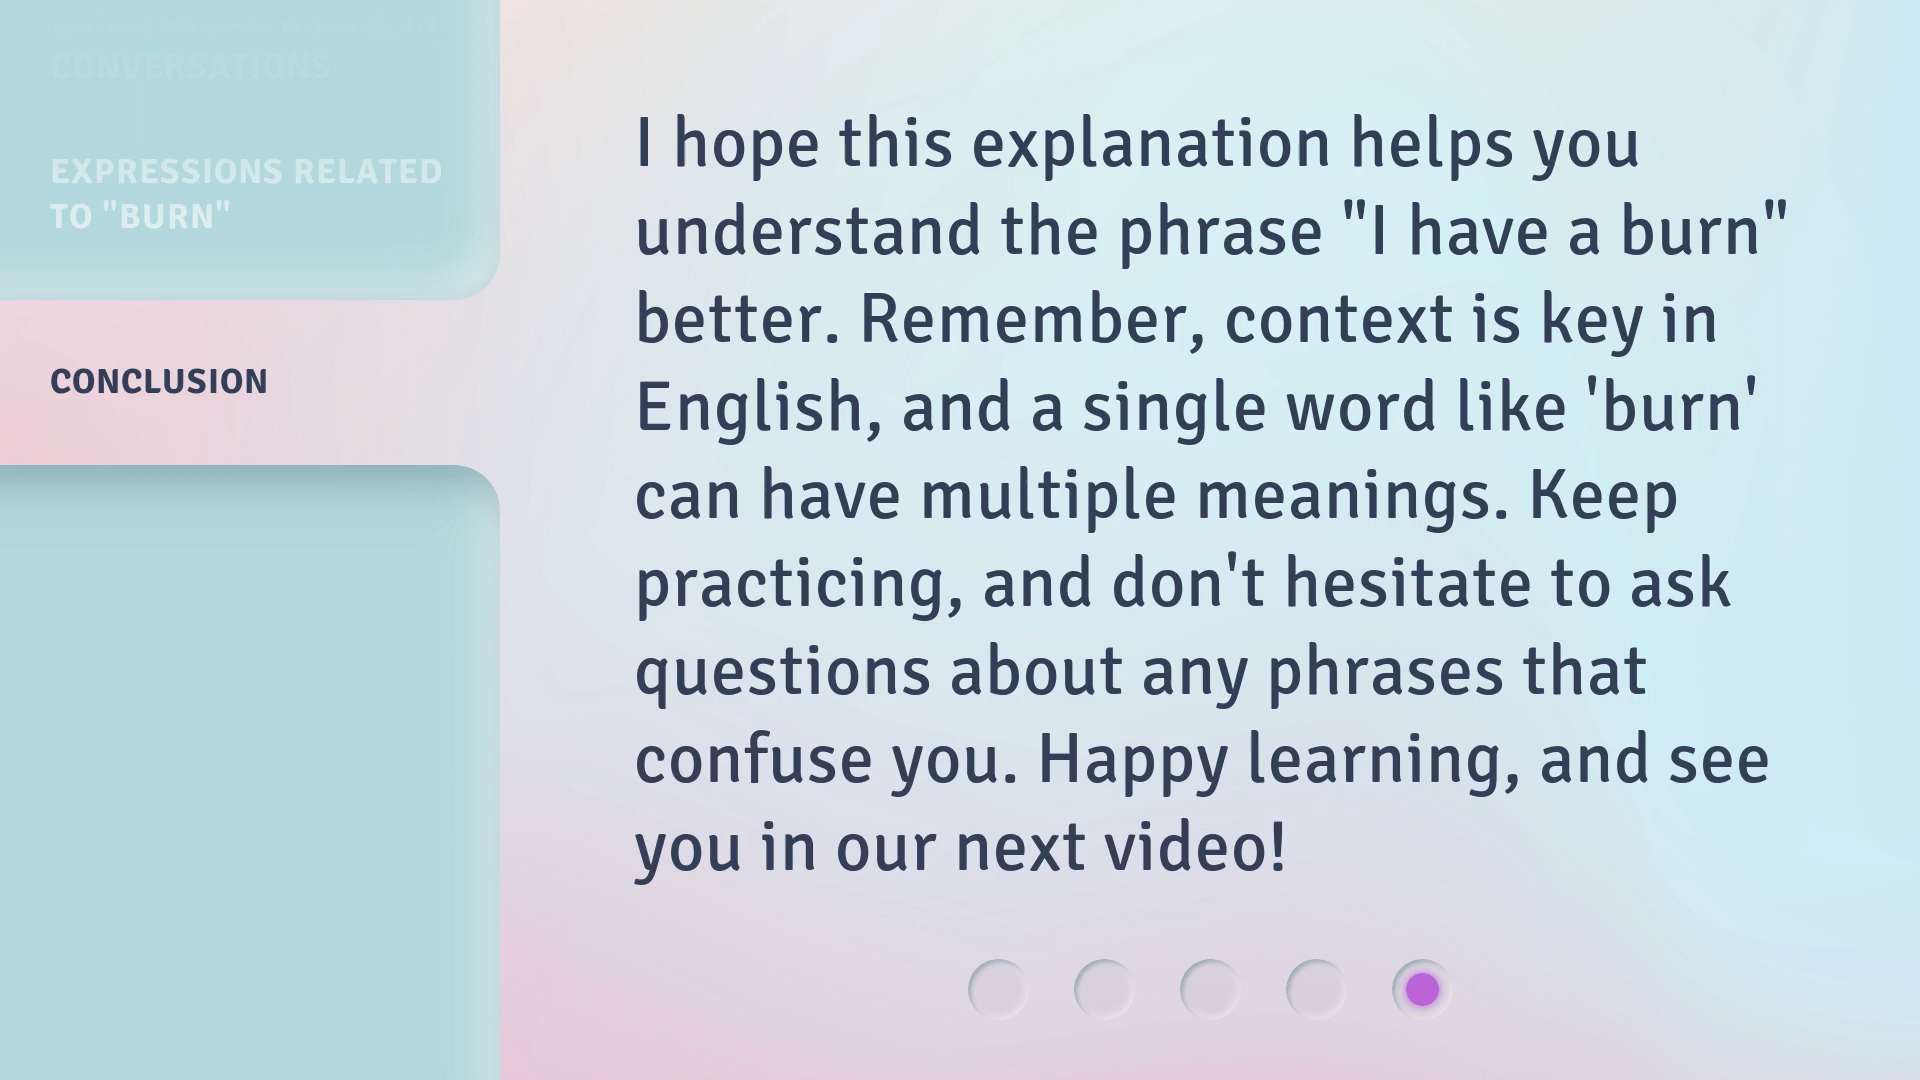 CONVERSATIONS
EXPRESSIONS RELATED
TO "BURN"
CONCLUSION
I hope this explanation helps you
understand the phrase "I have a burn"
better. Remember, context is key in
English, and a single word like 'burn'
can have multiple meanings. Keep
practicing, and don't hesitate to ask
questions about any phrases that
confuse you. Happy learning, and see
you in our next video!